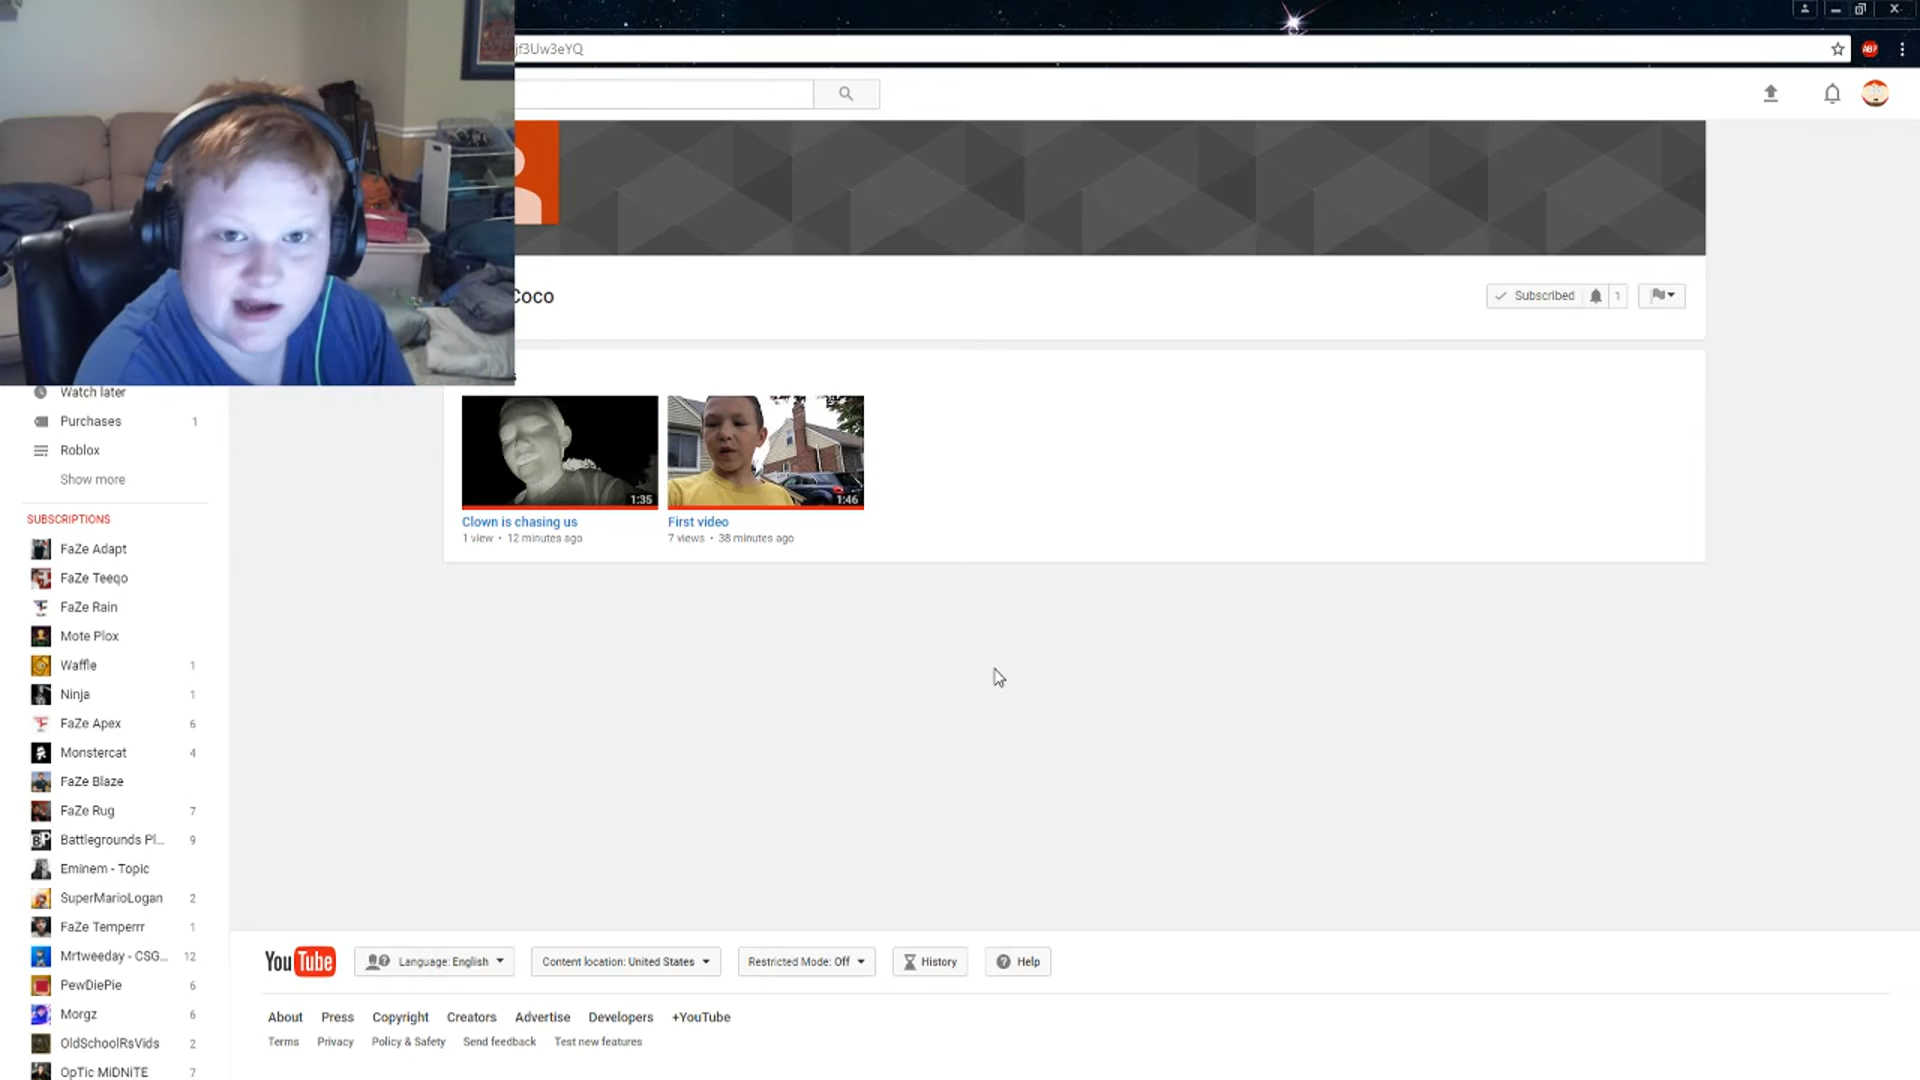 jf3Uw3eYQ
ABP
Coco
Subscribed 1
Watch later
Purchases 1
Roblox
Show more
SUBSCRIPTIONS
FaZe Adapt
FaZe Teeqo
FaZe Rain
Mote Plox
Waffle 1
Ninja 1
FaZe Apex 6
Monstercat 4
FaZe Blaze
FaZe Rug 7
Battlegrounds Pl... 9
Eminem - Topic
SuperMarioLogan 2
FaZe Temperrr 1
Mrtweeday - CSG... 12
PewDiePie 6
Morgz 6
OldSchoolRsVids 2
OpTic MiDNiTE 7
1:35
1:46
Clown is chasing us
1 view • 12 minutes ago
First video
7 views • 38 minutes ago
YouTube
Language: English
Content location: United States
Restricted Mode: Off
History
Help
About Press Copyright Creators Advertise Developers +YouTube
Terms Privacy Policy & Safety Send feedback Test new features